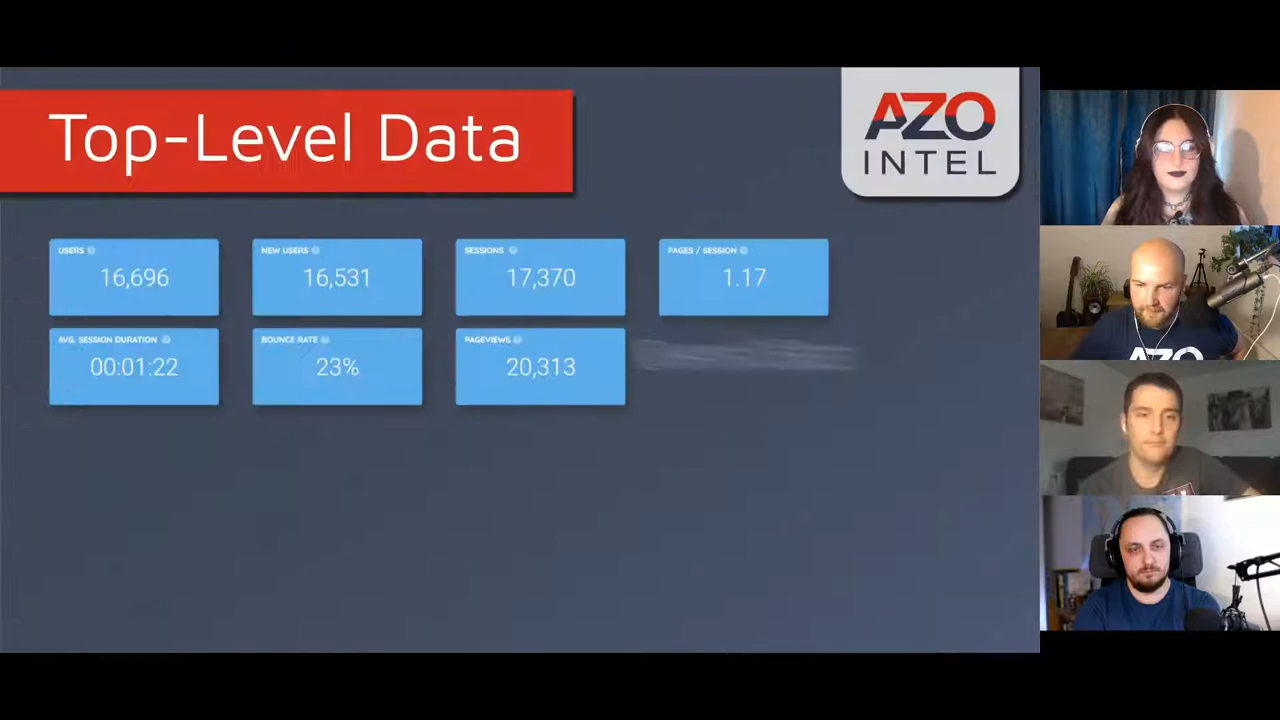 Top-Level Data
AZO
INTEL
USERS
16,696
NEW USERS
16,531
SESSIONS
17,370
PAGES / SESSION
1.17
AVG. SESSION DURATION
00:01:22
BOUNCE RATE
23%
PAGEVIEWS
20,313
AZO